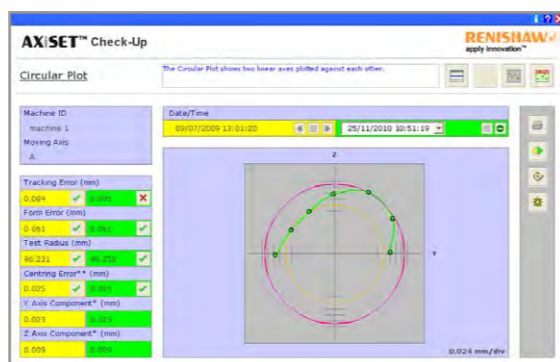 AXiSET™ Check-Up
RENISHAW
apply innovation™
Circular Plot
The Circular Plot shows two linear axes plotted against each other.
Machine ID
machine 1
Moving Axis
A
Date/Time
09/07/2009 13:01:20
25/11/2010 10:51:19
Tracking Error (mm)
0.084
Form Error (mm)
0.061
0.061
Test Radius (mm)
96.231
Centring Error** (mm)
0.025
0.025
Y Axis Component* (mm)
0.023
0.023
Z Axis Component* (mm)
0.009
0.009
Z
Y
0.024 mm/div